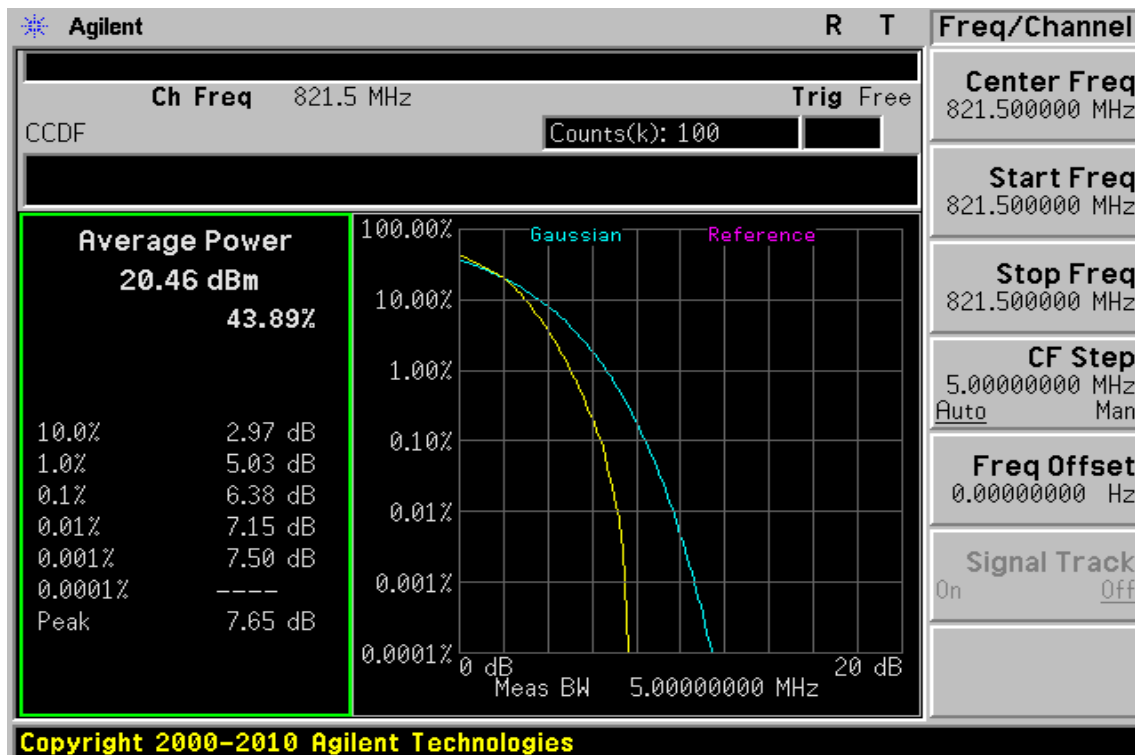 Agilent R T
Ch Freq 821.5 MHz Trig Free
CCDF Counts(k): 100
Average Power
20.46 dBm
43.89%
10.0% 2.97 dB
1.0% 5.03 dB
0.1% 6.38 dB
0.01% 7.15 dB
0.001% 7.50 dB
0.0001% ----
Peak 7.65 dB
Gaussian Reference
100.00%
10.00%
1.00%
0.10%
0.01%
0.001%
0.0001%
0 dB 20 dB
Meas BW 5.00000000 MHz
Freq/Channel
Center Freq
821.500000 MHz
Start Freq
821.500000 MHz
Stop Freq
821.500000 MHz
CF Step
5.00000000 MHz
Auto Man
Freq Offset
0.00000000 Hz
Signal Track
On Off
Copyright 2000-2010 Agilent Technologies